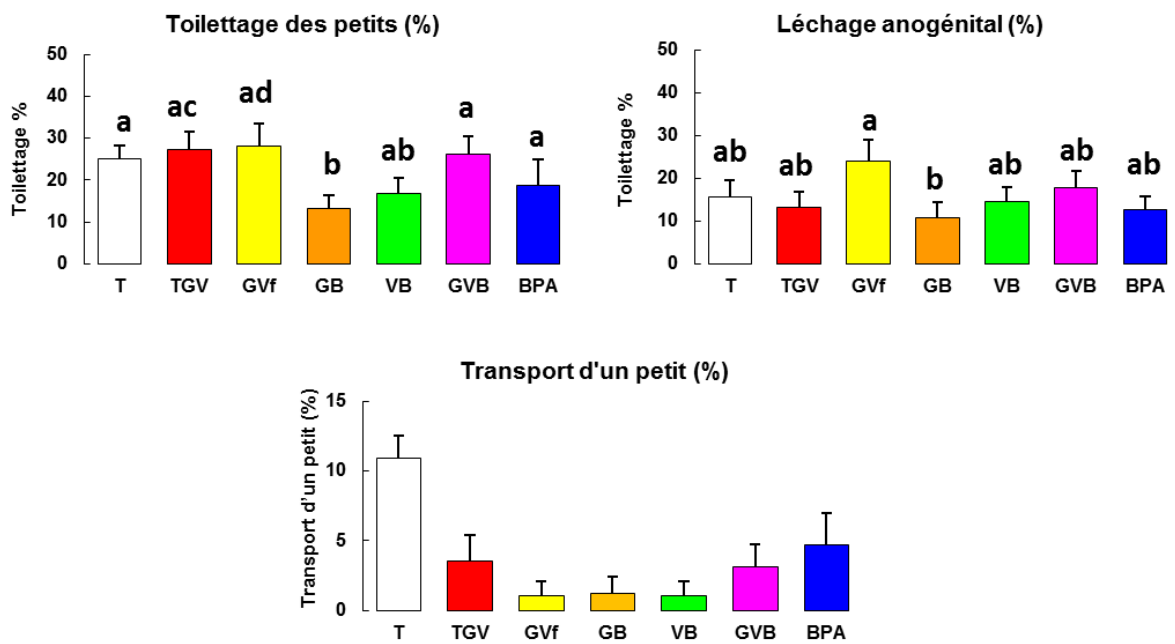 Toilettage des petits (%)
Toilettage %
50
40
30
20
10
0
a
ac
ad
b
ab
a
a
T TGV GVf GB VB GVB BPA
Léchage anogénital (%)
Toilettage %
50
40
30
20
10
0
ab
ab
a
b
ab
ab
ab
T TGV GVf GB VB GVB BPA
Transport d'un petit (%)
Transport d'un petit (%)
15
10
5
0
T TGV GVf GB VB GVB BPA